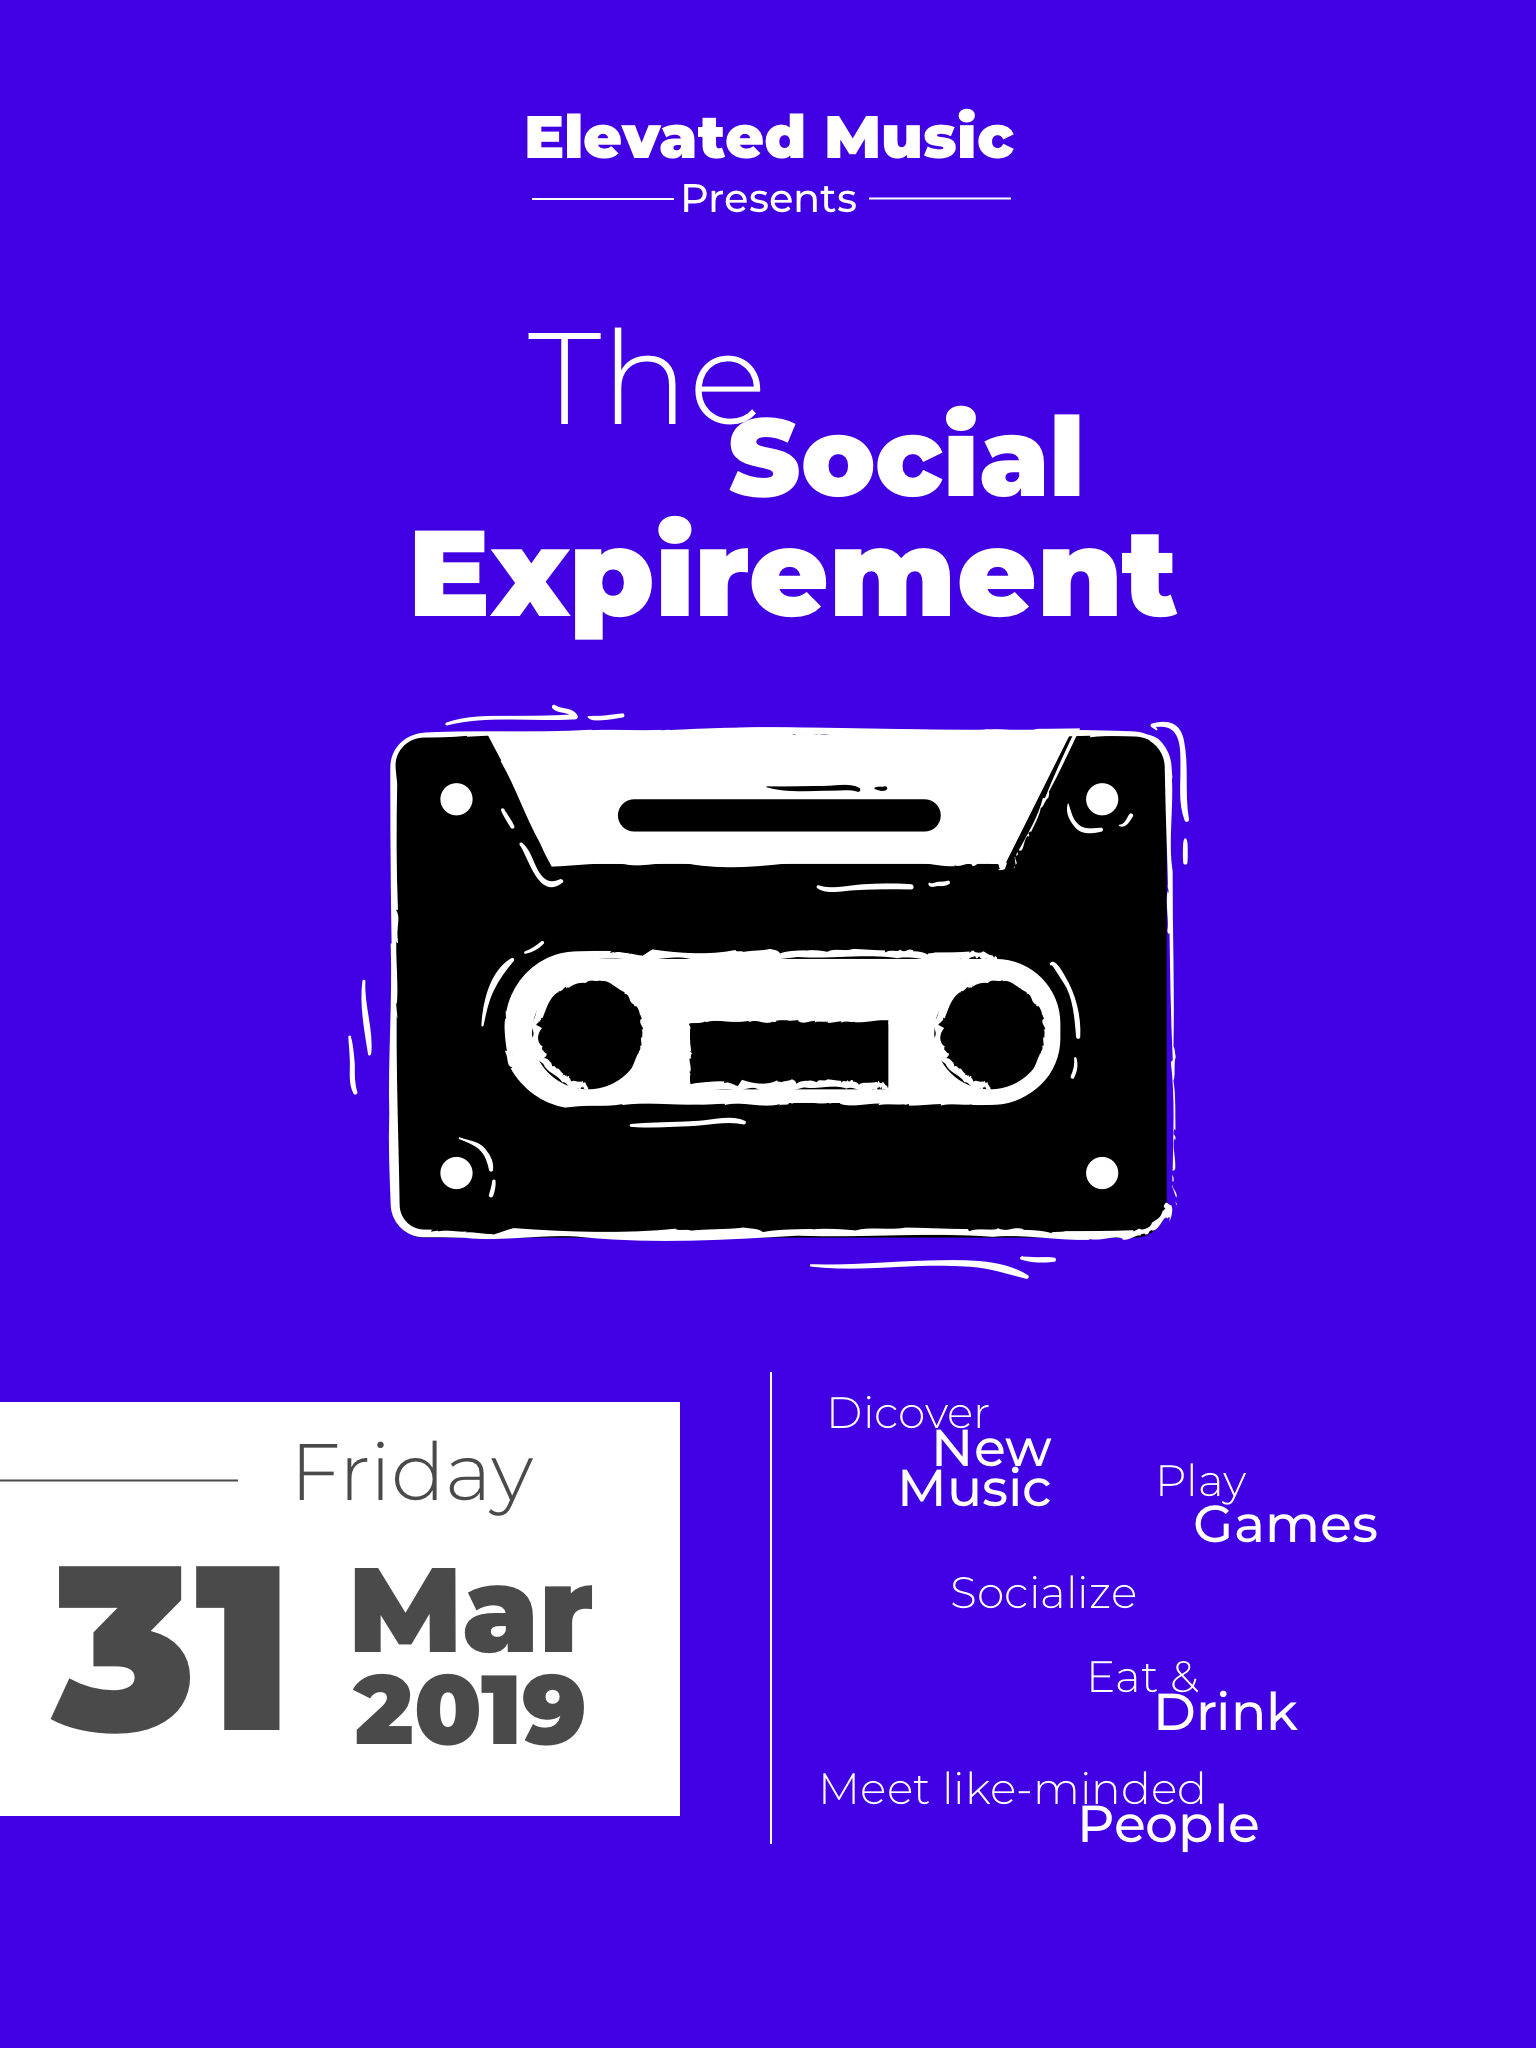 Elevated Music
Presents
The
Social
Expirement
Friday
31 Mar
2019
Dicover
New
Music
Play
Games
Socialize
Eat &
Drink
Meet like-minded
People